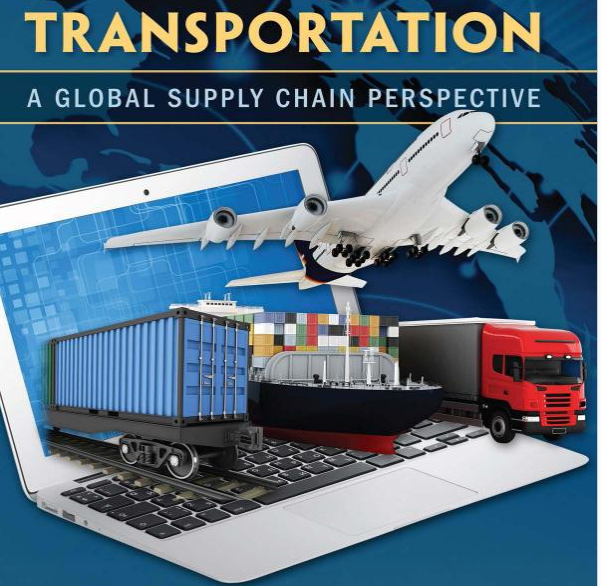 TRANSPORTATION
A GLOBAL SUPPLY CHAIN PERSPECTIVE